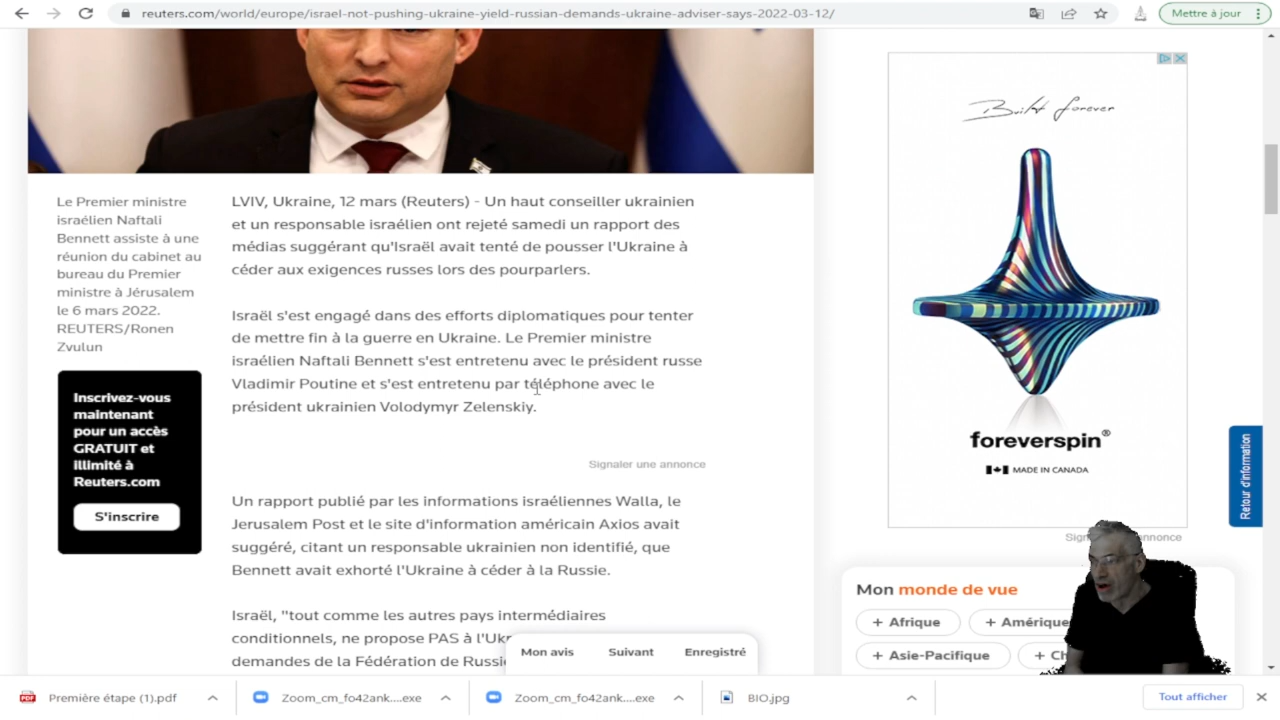 reuters.com/world/europe/israel-not-pushing-ukraine-yield-russian-demands-ukraine-adviser-says-2022-03-12/
Mettre à jour
Le Premier ministre
israélien Naftali
Bennett assiste à une
réunion du cabinet au
bureau du Premier
ministre à Jérusalem
le 6 mars 2022.
REUTERS/Ronen
Zvulun
Inscrivez-vous
maintenant
pour un accès
GRATUIT et
illimité à
Reuters.com
S'inscrire
LVIV, Ukraine, 12 mars (Reuters) - Un haut conseiller ukrainien
et un responsable israélien ont rejeté samedi un rapport des
médias suggérant qu'Israël avait tenté de pousser l'Ukraine à
céder aux exigences russes lors des pourparlers.
Israël s'est engagé dans des efforts diplomatiques pour tenter
de mettre fin à la guerre en Ukraine. Le Premier ministre
israélien Naftali Bennett s'est entretenu avec le président russe
Vladimir Poutine et s'est entretenu par téléphone avec le
président ukrainien Volodymyr Zelenskiy.
Signaler une annonce
Un rapport publié par les informations israéliennes Walla, le
Jerusalem Post et le site d'information américain Axios avait
suggéré, citant un responsable ukrainien non identifié, que
Bennett avait exhorté l'Ukraine à céder à la Russie.
Israël, "tout comme les autres pays intermédiaires
conditionnels, ne propose PAS à
demandes de la Fédération de
Mon avis Suivant Enregistré
Built forever
foreverspin®
MADE IN CANADA
Retour d'information
annonce
Mon monde de vue
+ Afrique
+ Amérique
+ Asie-Pacifique
Première étape (1).pdf
Zoom_cm_fo42ank....exe
Zoom_cm_fo42ank....exe
BIO.jpg
Tout afficher